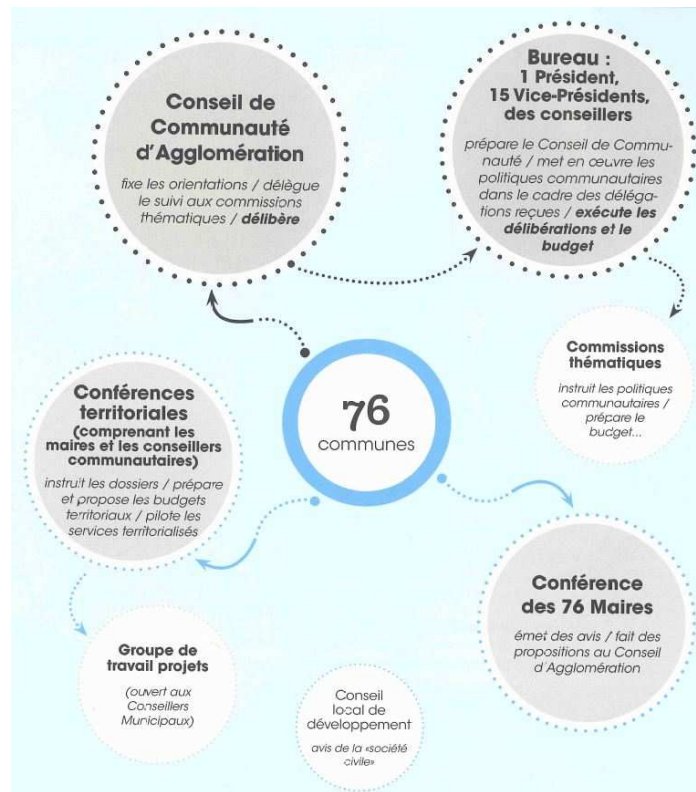 Conseil de
Communauté
d'Agglomération
fixe les orientations / délègue
le suivi aux commissions
thématiques / délibère
Bureau :
1 Président,
15 Vice-Présidents,
des conseillers
prépare le Conseil de Commu-
nauté / met en œuvre les
politiques communautaires
dans le cadre des déléga-
tions reçues / exécute les
délibérations et le
budget
Commissions
thématiques
instruit les politiques
communautaires /
prépare le
budget...
76
communes
Conférences
territoriales
(comprenant les
maires et les conseillers
communautaires)
instruit les dossiers / prépare
et propose les budgets
territoriaux / pilote les
services territorialisés
Conférence
des 76 Maires
émet des avis / fait des
propositions au Conseil
d'Agglomération
Groupe de
travail projets
(ouvert aux
Conseillers
Municipaux)
Conseil
local de
développement
avis de la «société
civile»